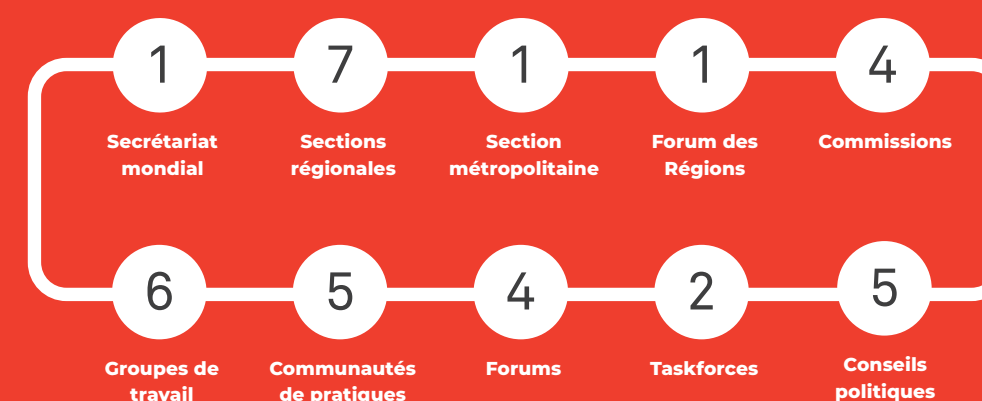 1
7
1
1
4
Secrétariat
mondial
Sections
régionales
Section
métropolitaine
Forum des
Régions
Commissions
6
5
4
2
5
Groupes de
travail
Communautés
de pratiques
Forums
Taskforces
Conseils
politiques